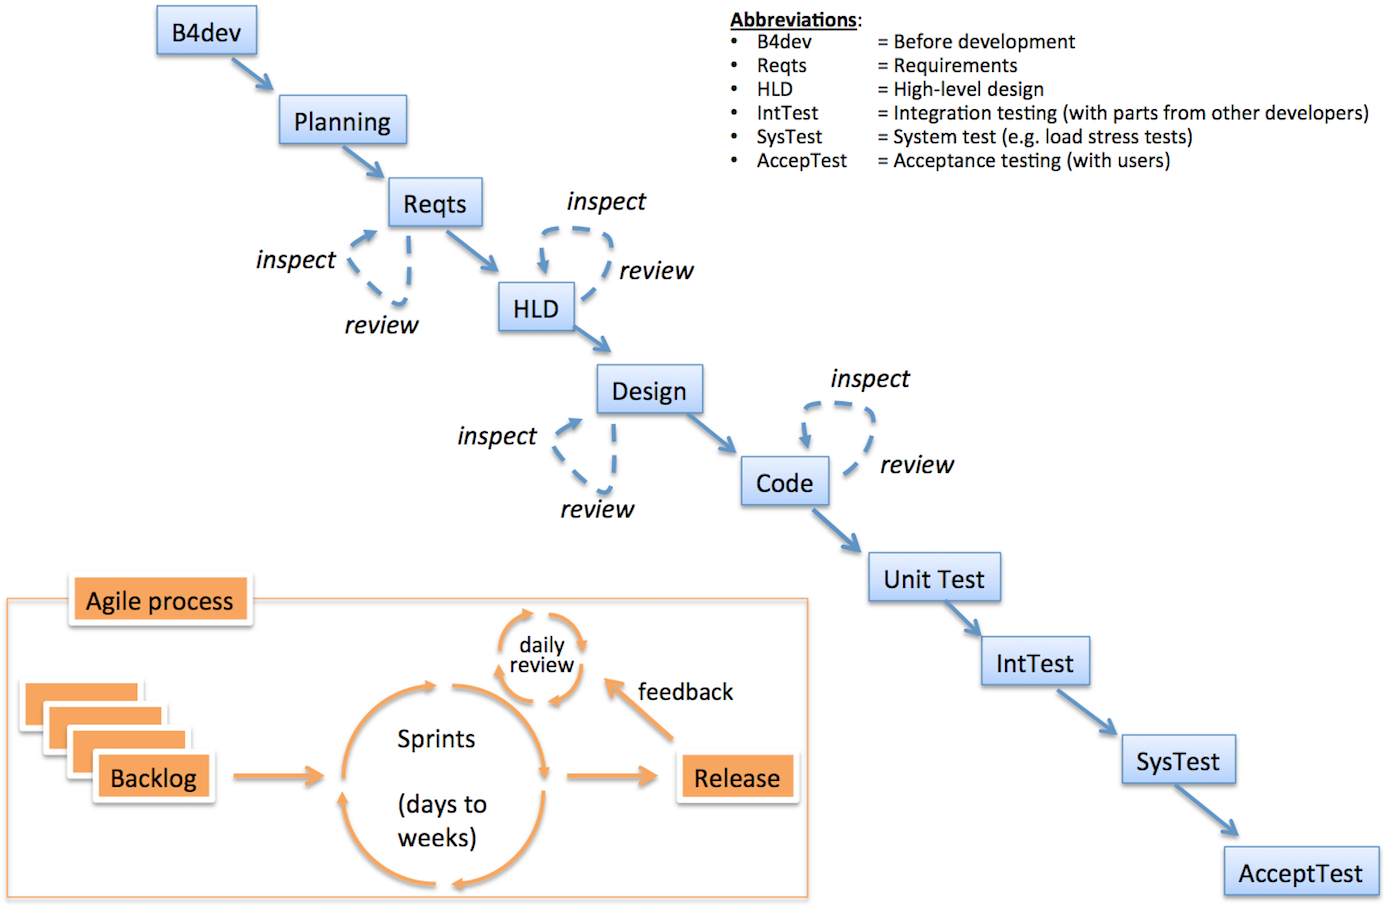 B4dev
Abbreviations:
• B4dev = Before development
• Reqts = Requirements
• HLD = High-level design
• IntTest = Integration testing (with parts from other developers)
• SysTest = System test (e.g. load stress tests)
• AccepTest = Acceptance testing (with users)
Planning
Reqts
inspect
review
inspect
review
HLD
Design
inspect
review
inspect
review
Code
Unit Test
IntTest
SysTest
AcceptTest
Agile process
daily
review
feedback
Sprints
(days to
weeks)
Backlog
Release